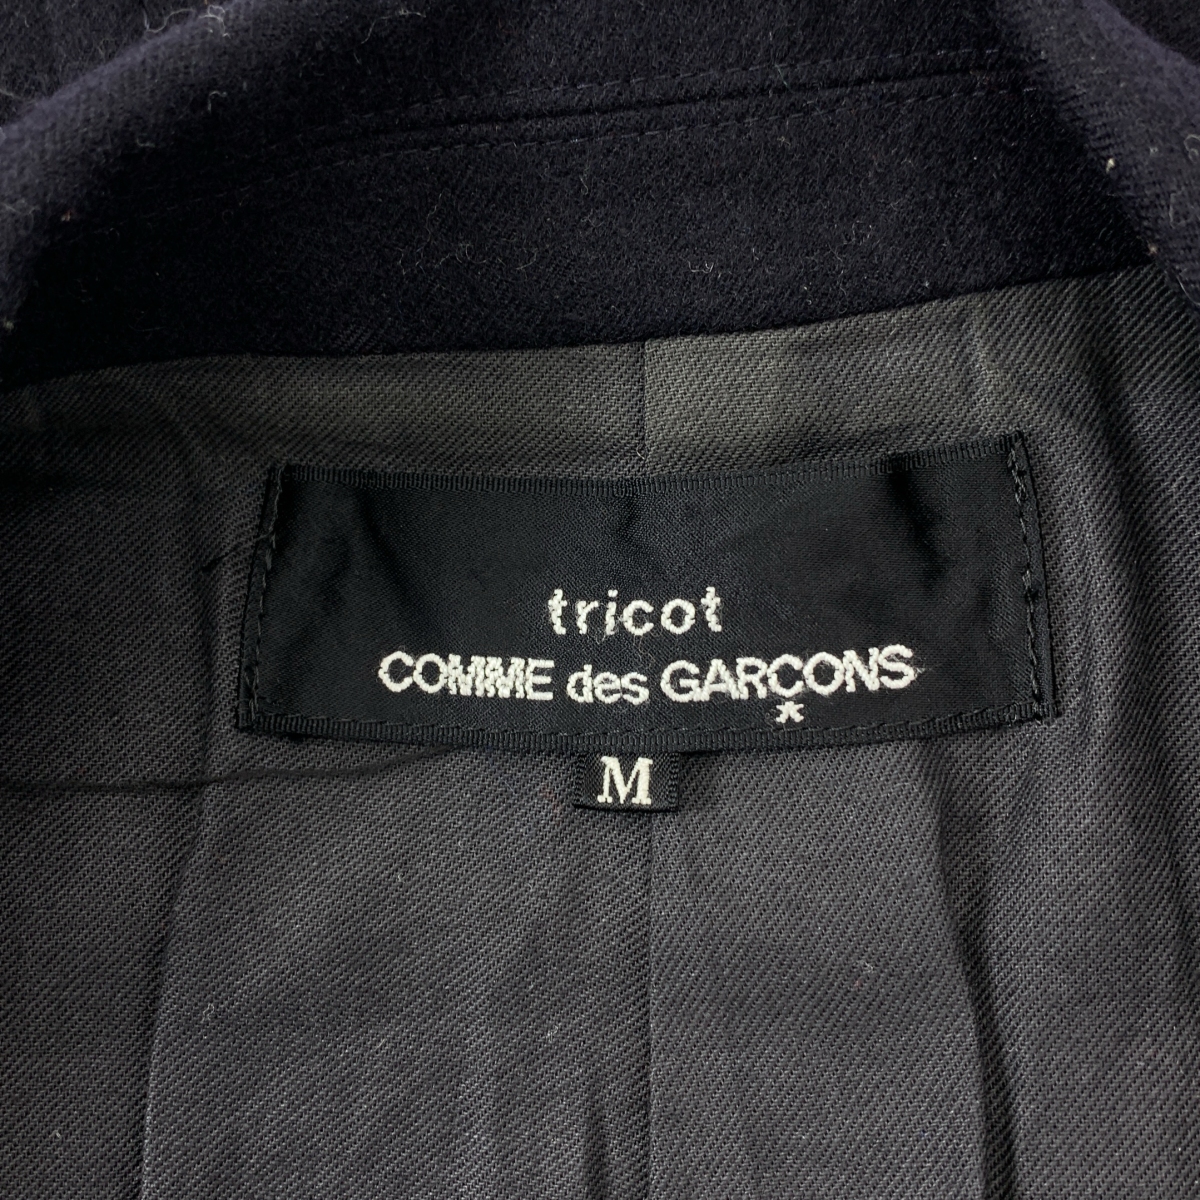 tricot
COMME des GARÇONS
*
M